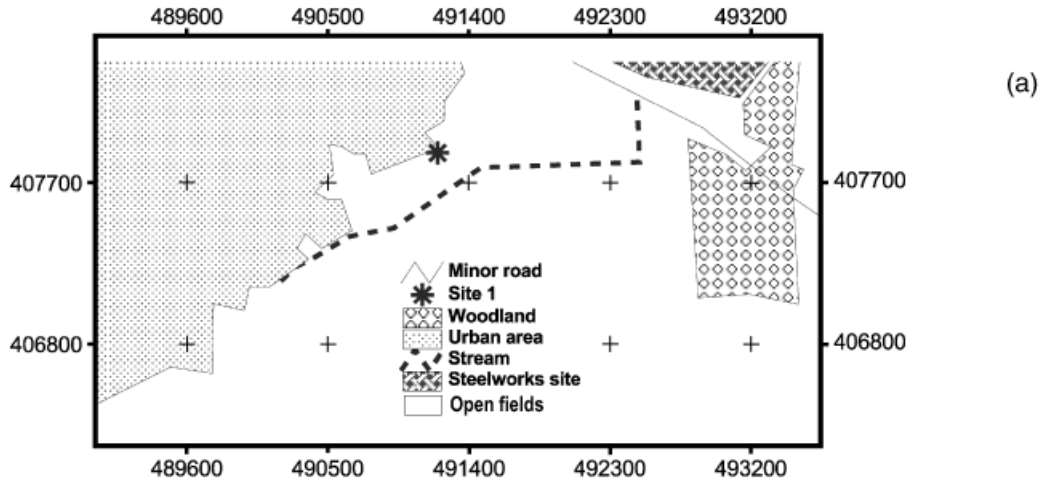 489600 490500 491400 492300 493200
(a)
407700 407700
Minor road
Site 1
Woodland
Urban area
406800 406800
Stream
Steelworks site
Open fields
489600 490500 491400 492300 493200